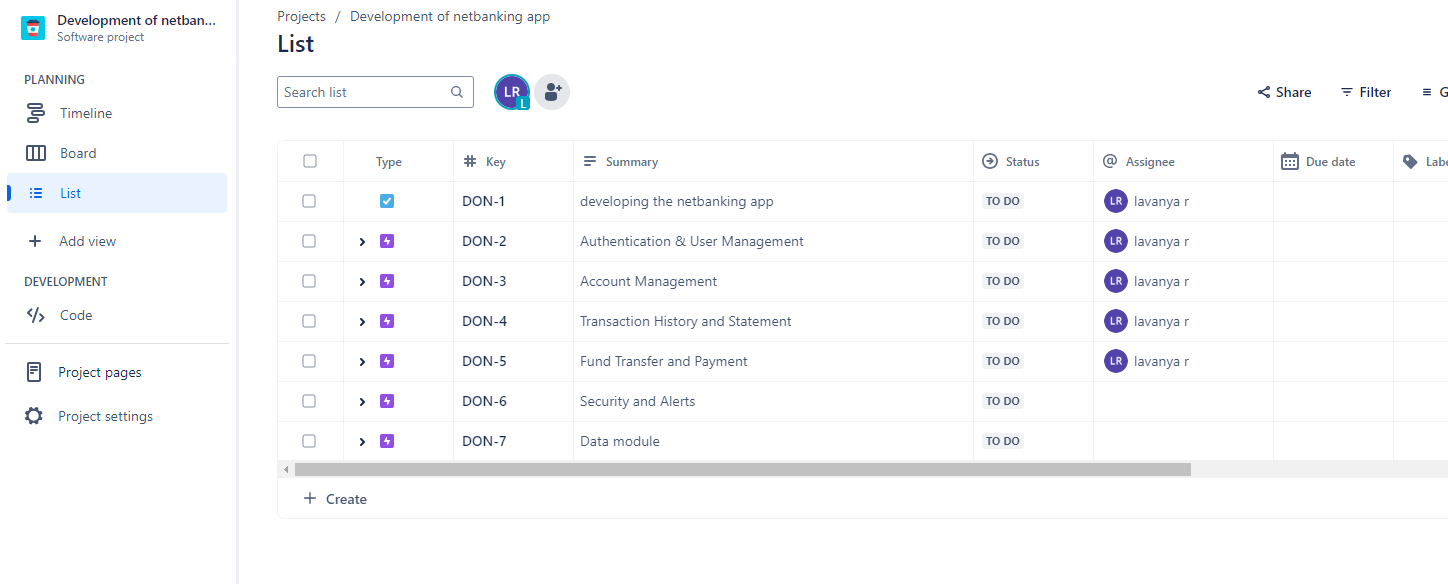 Development of netban...
Software project
PLANNING
Timeline
Board
List
Add view
DEVELOPMENT
Code
Project pages
Project settings
Projects / Development of netbanking app
List
Search list LR L Share Filter G
Type Key Summary Status Assignee Due date Labe
DON-1 developing the netbanking app TO DO LR lavanya r
DON-2 Authentication & User Management TO DO LR lavanya r
DON-3 Account Management TO DO LR lavanya r
DON-4 Transaction History and Statement TO DO LR lavanya r
DON-5 Fund Transfer and Payment TO DO LR lavanya r
DON-6 Security and Alerts TO DO
DON-7 Data module TO DO
Create